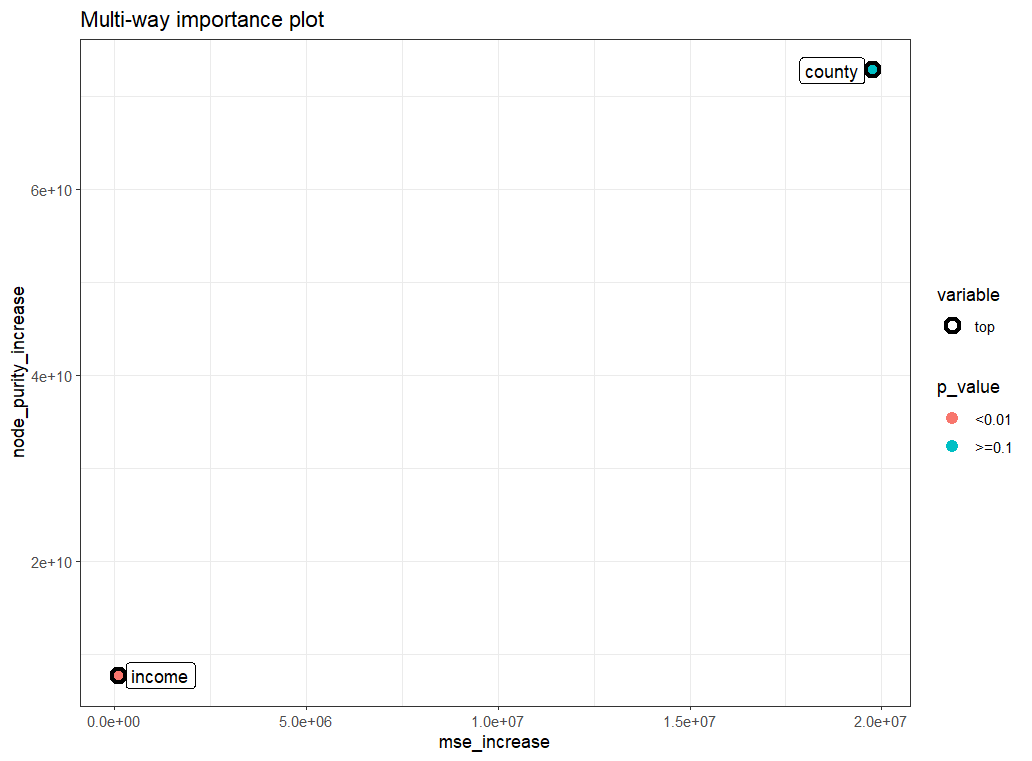 Multi-way importance plot
county
6e+10
4e+10
2e+10
node_purity_increase
income
0.0e+00
5.0e+06
1.0e+07
1.5e+07
2.0e+07
mse_increase
variable
top
p_value
<0.01
>=0.1